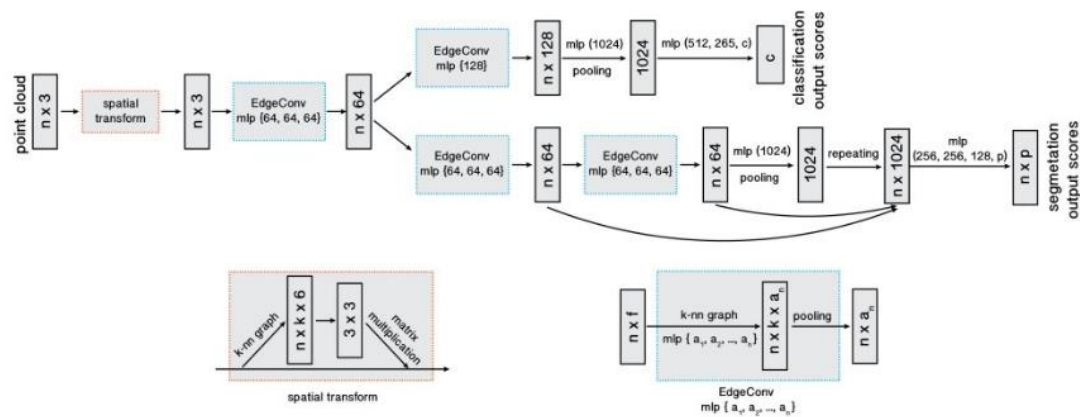 point cloud
n x 3
spatial
transform
n x 3
EdgeConv
mlp {64, 64, 64}
n x 64
EdgeConv
mlp {128}
n x 128
mlp (1024)
pooling
1024
mlp (512, 265, c)
c
classification
output scores
EdgeConv
mlp {64, 64, 64}
n x 64
EdgeConv
mlp {64, 64, 64}
n x 64
mlp (1024)
pooling
1024
repeating
n x 1024
mlp
(256, 256, 128, p)
n x p
segmetation
output scores
k-nn graph
n x k x 6
3 x 3
matrix
multiplication
spatial transform
n x f
k-nn graph
mlp { a₁, a₂, ..., aₙ}
n x k x aₙ
pooling
n x aₙ
EdgeConv
mlp { a₁, a₂, ..., aₙ }